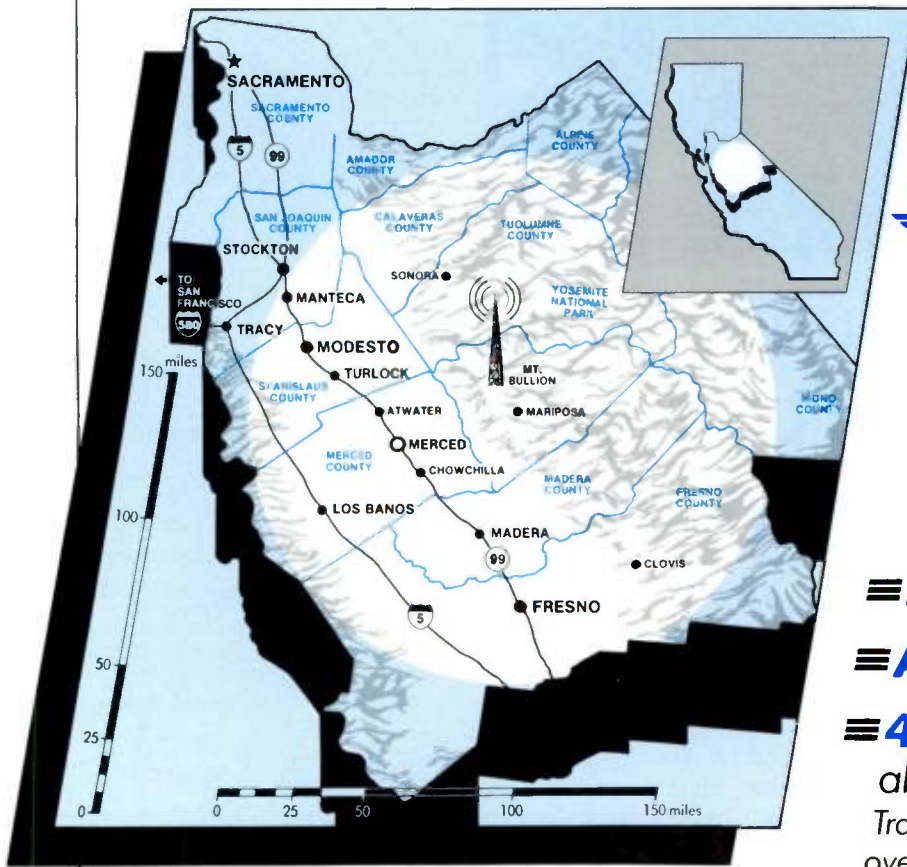 SACRAMENTO
SACRAMENTO
COUNTY
5
99
AMADOR
COUNTY
ALPINE
COUNTY
SAN JOAQUIN
COUNTY
CALAVERAS
COUNTY
TUOLUMNE
COUNTY
STOCKTON
SONORA
TO
SAN
FRANCISCO
580
MANTECA
YOSEMITE
NATIONAL
PARK
TRACY
MODESTO
150 miles
TURLOCK
MT.
BULLION
STANISLAUS
COUNTY
ATWATER
MARIPOSA
MONO
COUNTY
MERCED
MERCED
COUNTY
CHOWCHILLA
MADERA
COUNTY
FRESNO
COUNTY
100
LOS BANOS
MADERA
99
CLOVIS
FRESNO
5
50
25
0
0 25 50 100 150 miles
4